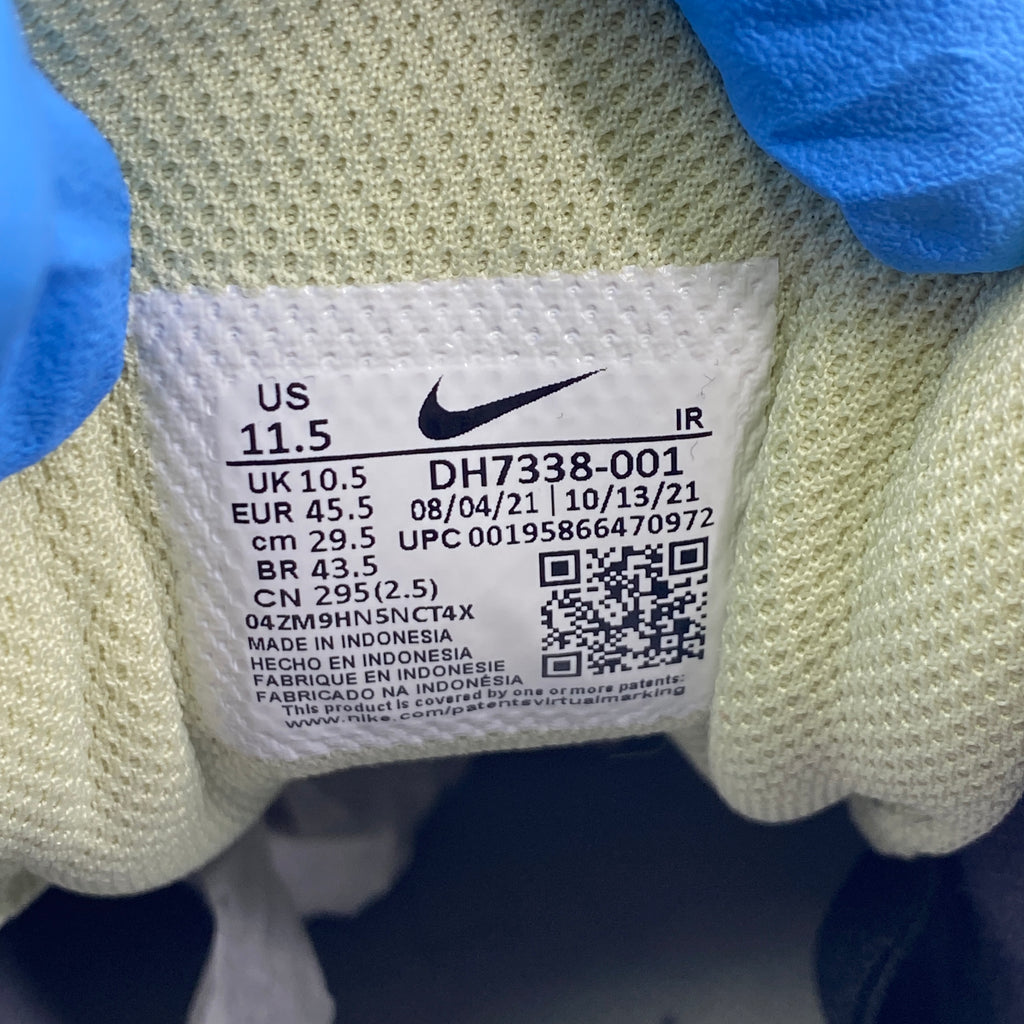 US
11.5
IR
UK 10.5
DH7338-001
EUR 45.5
08/04/21 | 10/13/21
cm 29.5
UPC 00195866470972
BR 43.5
CN 295(2.5)
04ZM9HN5NCT4X
MADE IN INDONESIA
HECHO EN INDONESIA
FABRIQUE EN INDONESIE
FABRICADO NA INDONÉSIA
This product is covered by one or more patents:
www.nike.com/patentsvirtualmarking